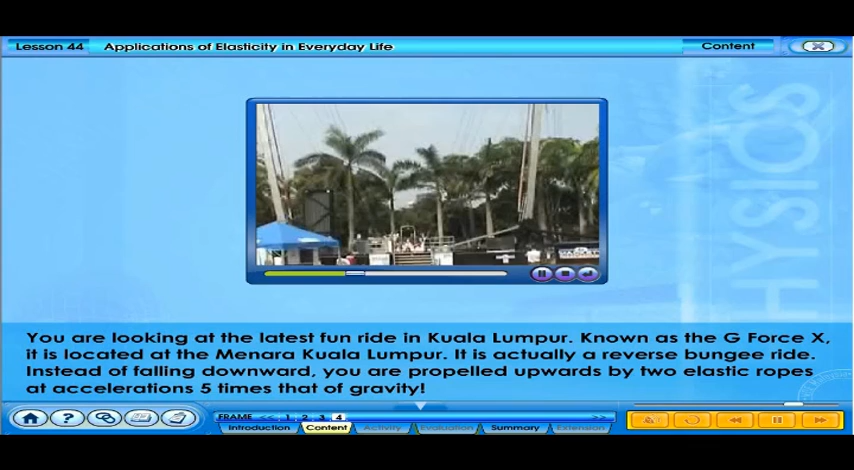 Lesson 44 Applications of Elasticity in Everyday Life Content
PHYSICS
You are looking at the latest fun ride in Kuala Lumpur. Known as the G Force X,
it is located at the Menara Kuala Lumpur. It is actually a reverse bungee ride.
Instead of falling downward, you are propelled upwards by two elastic ropes
at accelerations 5 times that of gravity!
FRAME << 1 2 3 4 >>
Introduction Content Activity Evaluation Summary Extension